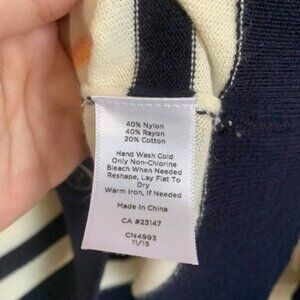 40% Nylon
40% Rayon
20% Cotton
Hand Wash Cold
Only Non-Chlorine
Bleach When Needed
Reshape, Lay Flat To
Dry
Warm Iron, If Needed
Made In China
CA #23147
CN4993
11/13